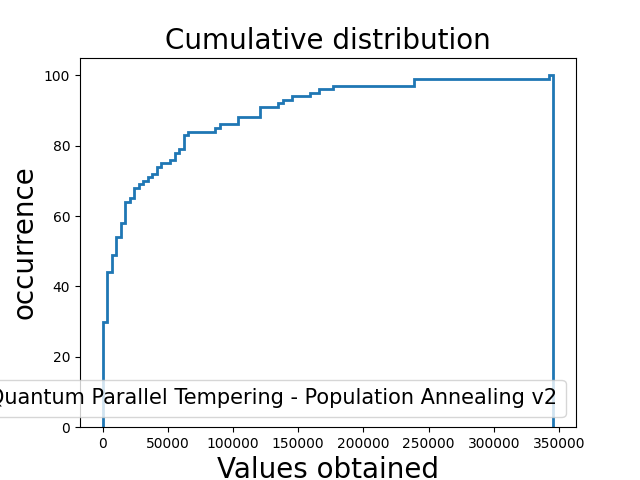 Cumulative distribution
occurrence
100
80
60
40
20
0
Parallel Tempering - Population Annealing v2
0 50000 100000 150000 200000 250000 300000 350000
Values obtained